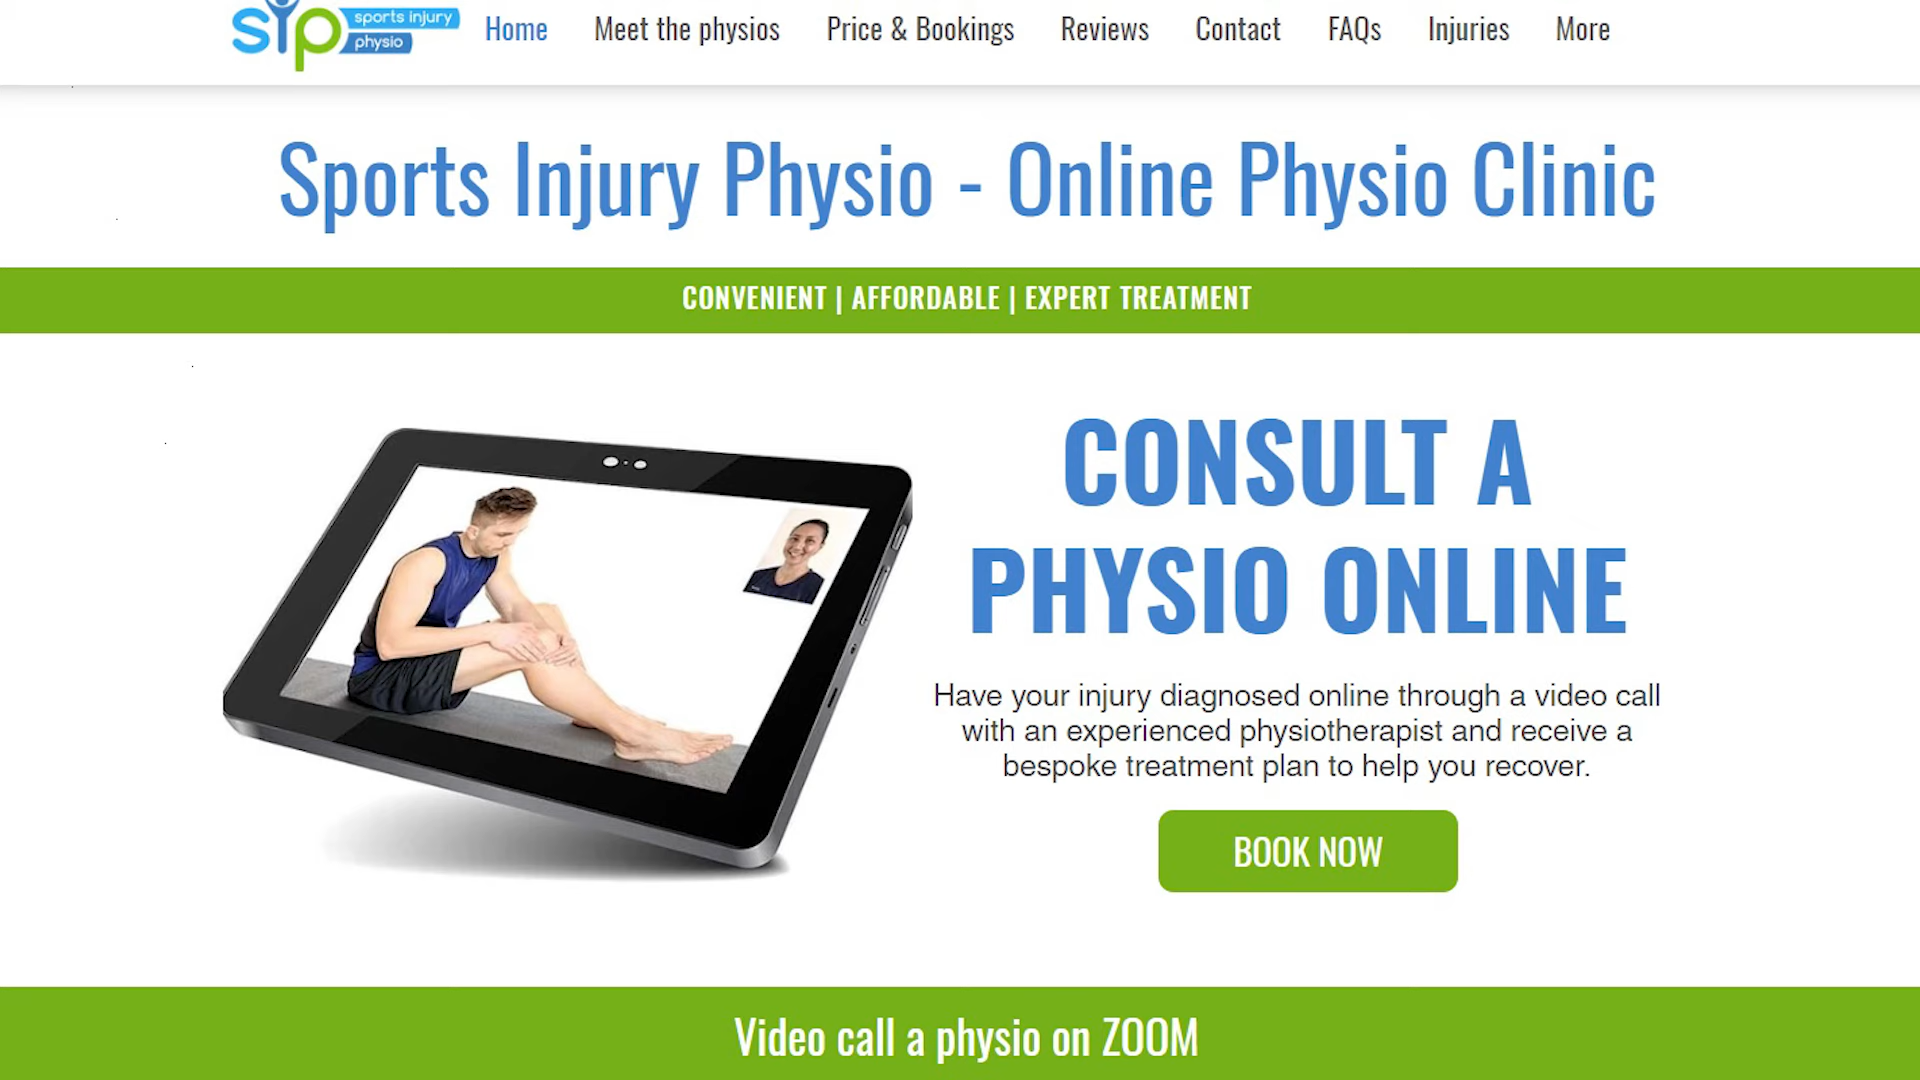 sip sports injury
physio
Home Meet the physios Price & Bookings Reviews Contact FAQs Injuries More
Sports Injury Physio - Online Physio Clinic
CONVENIENT | AFFORDABLE | EXPERT TREATMENT
CONSULT A
PHYSIO ONLINE
Have your injury diagnosed online through a video call
with an experienced physiotherapist and receive a
bespoke treatment plan to help you recover.
BOOK NOW
Video call a physio on ZOOM